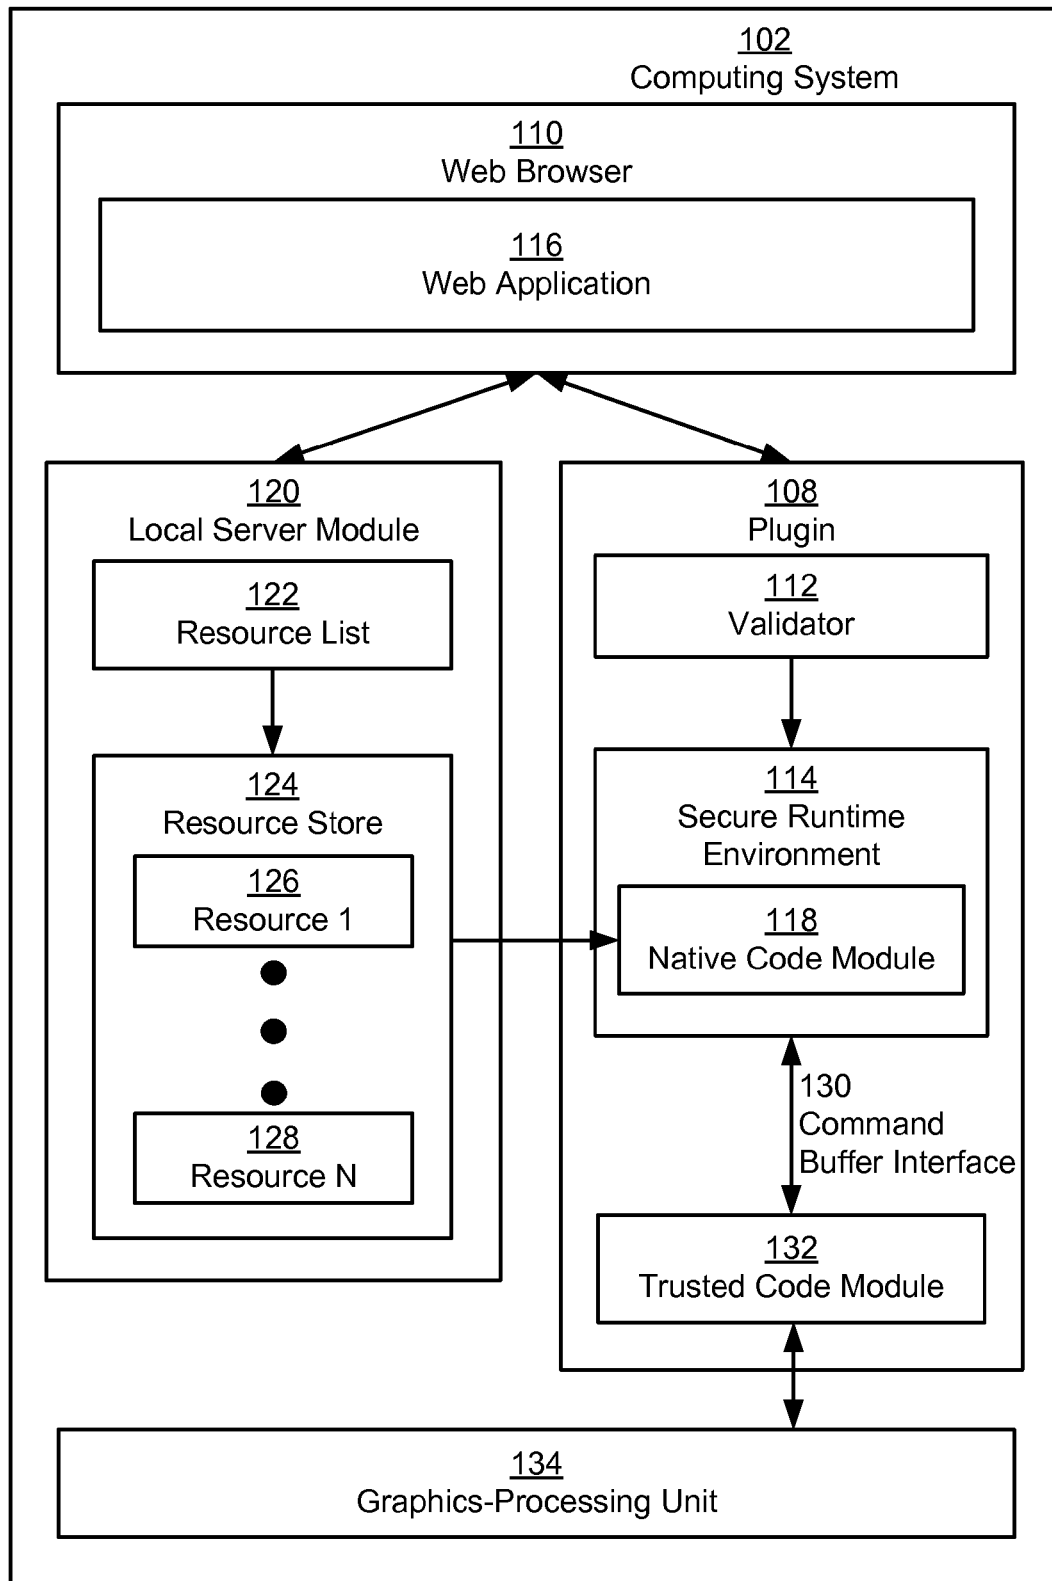 102
Computing System
110
Web Browser
116
Web Application
120
Local Server Module
122
Resource List
124
Resource Store
126
Resource 1
128
Resource N
108
Plugin
112
Validator
114
Secure Runtime
Environment
118
Native Code Module
130
Command
Buffer Interface
132
Trusted Code Module
134
Graphics-Processing Unit